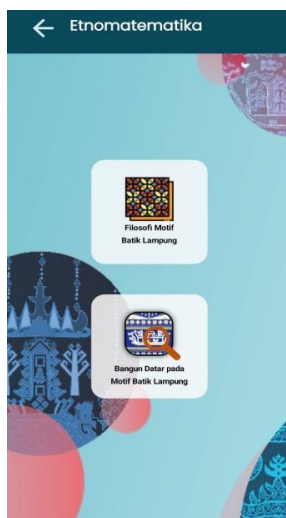 Etnomatematika
Filosofi Motif
Batik Lampung
Bangun Datar pada
Motif Batik Lampung